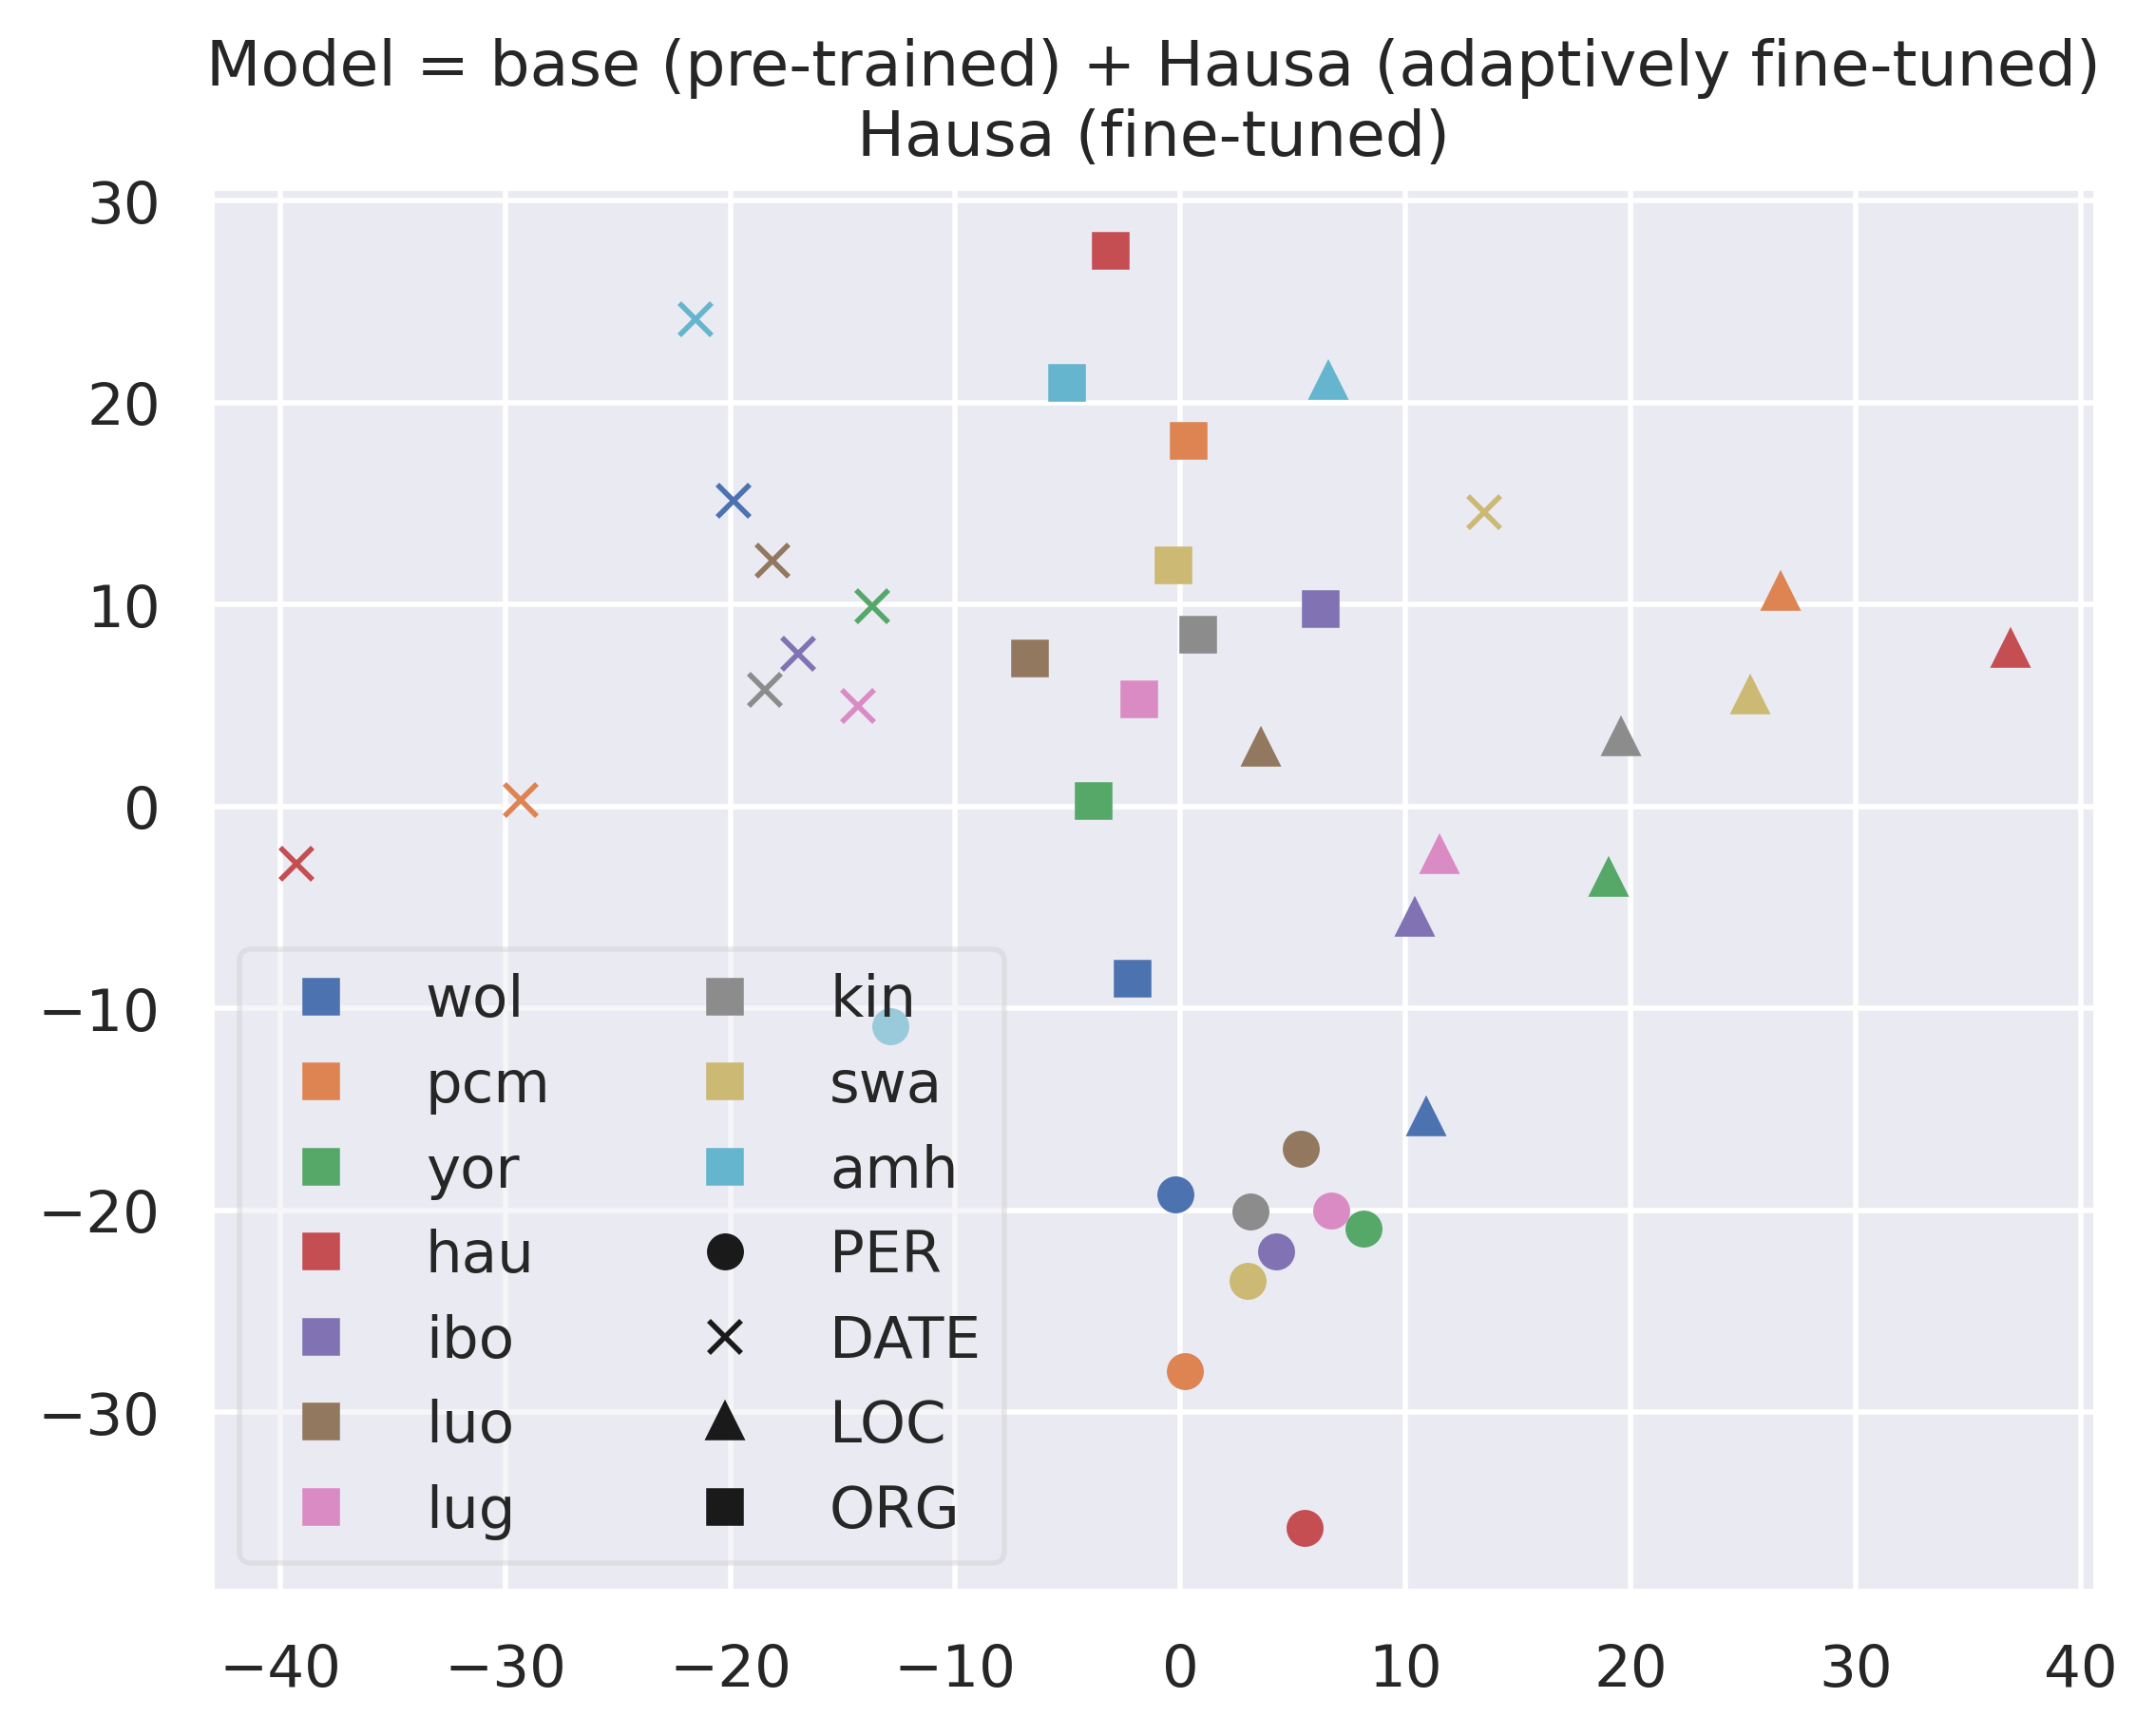 Model = base (pre-trained) + Hausa (adaptively fine-tuned)
Hausa (fine-tuned)
30
20
10
0
−10
−20
−30
wol
pcm
yor
hau
ibo
luo
lug
kin
swa
amh
PER
DATE
LOC
ORG
−40 −30 −20 −10 0 10 20 30 40